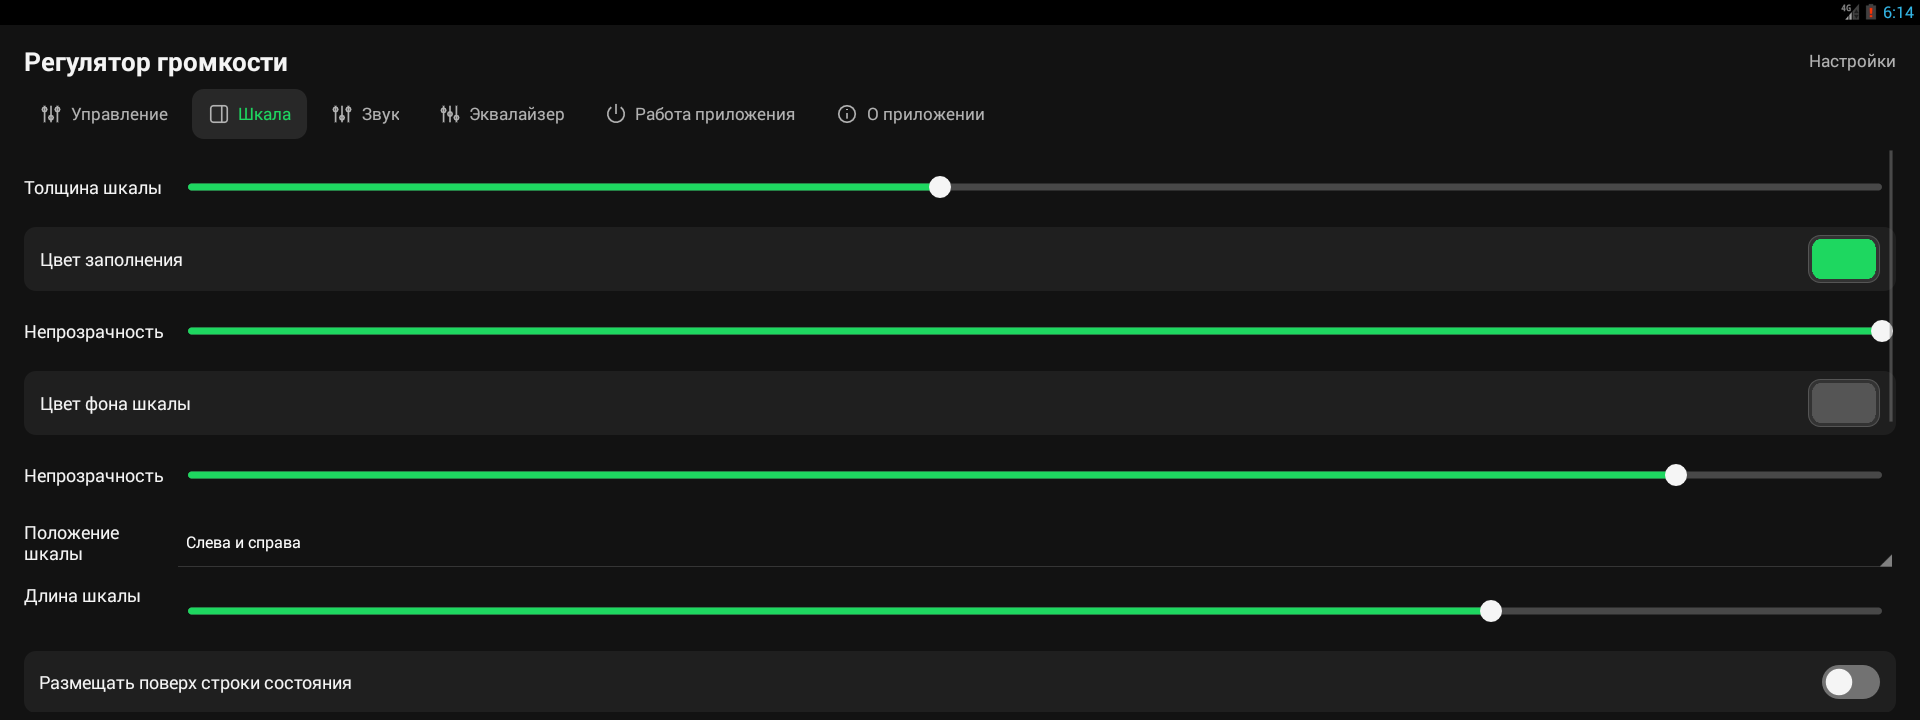 4G
6:14
Регулятор громкости
Настройки
Управление
Шкала
Звук
Эквалайзер
Работа приложения
О приложении
Толщина шкалы
Цвет заполнения
Непрозрачность
Цвет фона шкалы
Непрозрачность
Положение
шкалы
Слева и справа
Длина шкалы
Размещать поверх строки состояния